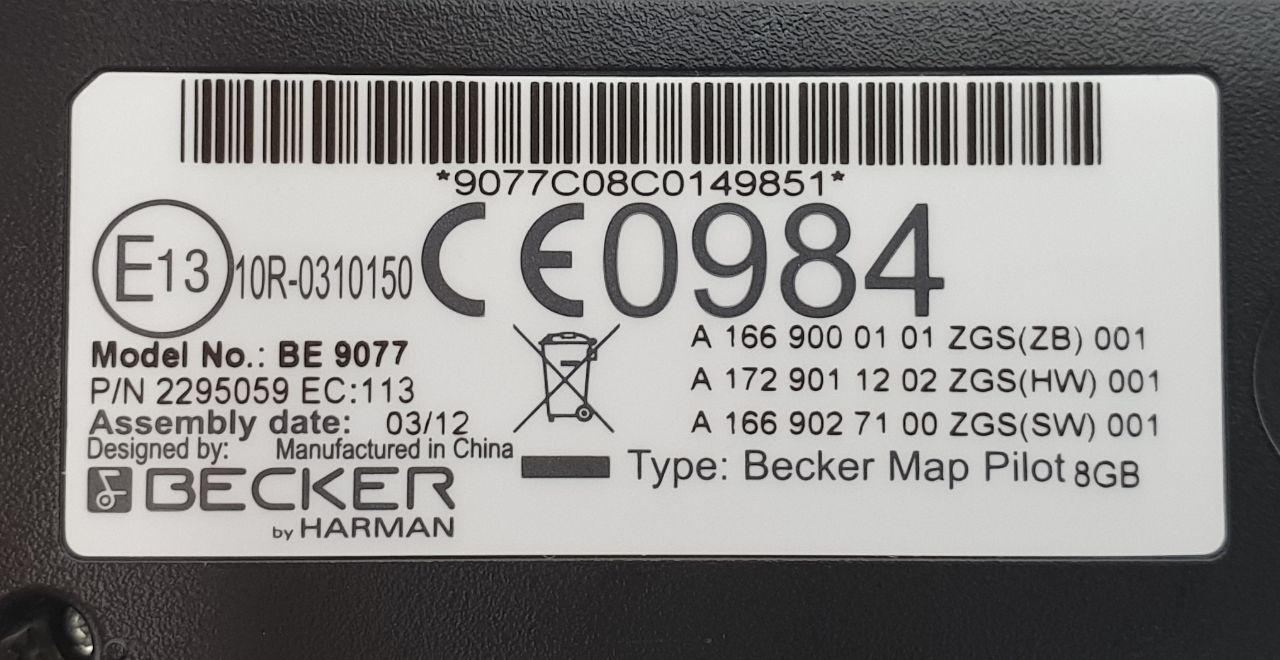 *9077C08C0149851*
E13 10R-0310150 CE0984
Model No.: BE 9077
P/N 2295059 EC:113
Assembly date: 03/12
Designed by: Manufactured in China
BECKER
by HARMAN
A 166 900 01 01 ZGS(ZB) 001
A 172 901 12 02 ZGS(HW) 001
A 166 902 71 00 ZGS(SW) 001
Type: Becker Map Pilot 8GB